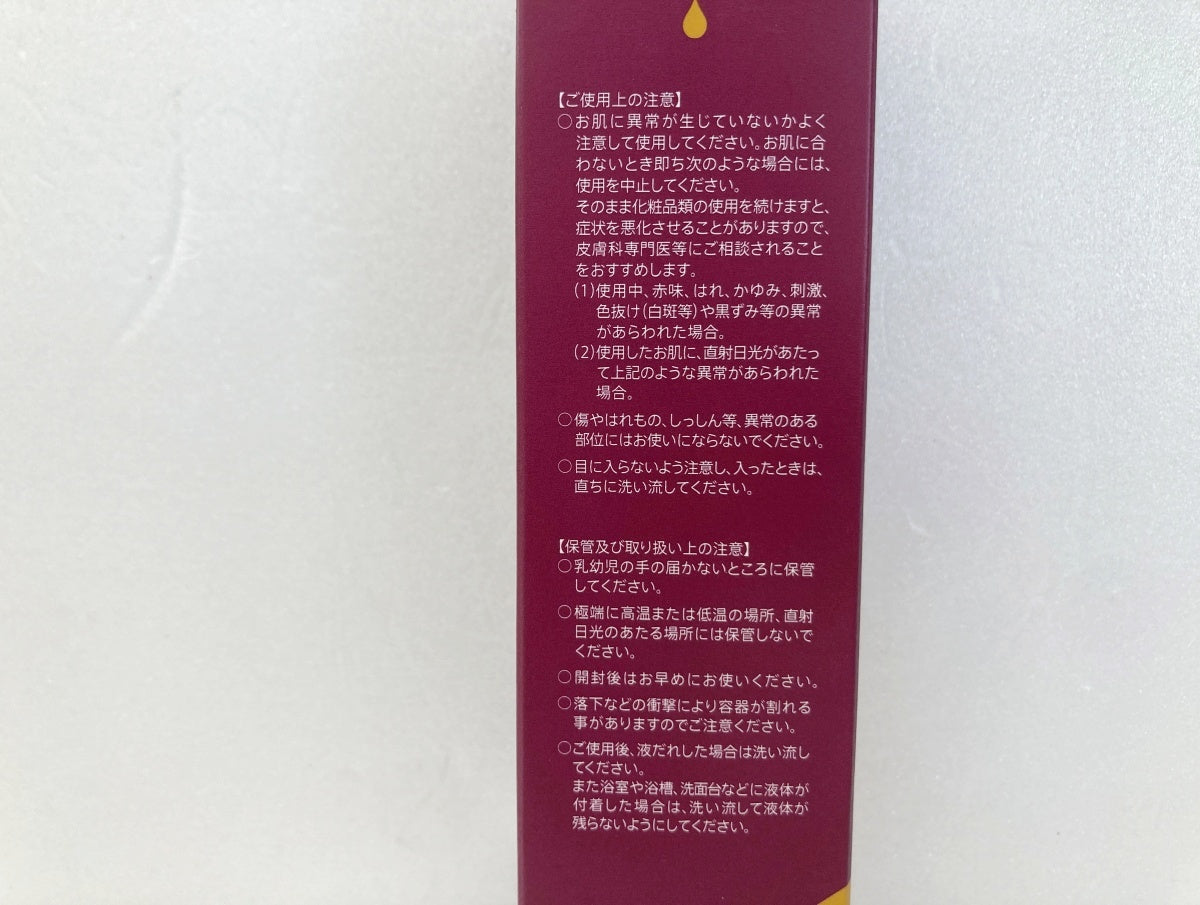 【ご使用上の注意】
○お肌に異常が生じていないかよく
注意して使用してください。お肌に合
わないとき即ち次のような場合には、
使用を中止してください。
そのまま化粧品類の使用を続けますと、
症状を悪化させることがありますので、
皮膚科専門医等にご相談されること
をおすすめします。
(1)使用中、赤味、はれ、かゆみ、刺激、
色抜け(白斑等)や黒ずみ等の異常
があらわれた場合。
(2)使用したお肌に、直射日光があたっ
て上記のような異常があらわれた
場合。
○傷やはれもの、しっしん等、異常のある
部位にはお使いにならないでください。
○目に入らないよう注意し、入ったときは、
直ちに洗い流してください。
【保管及び取り扱い上の注意】
○乳幼児の手の届かないところに保管
してください。
○極端に高温または低温の場所、直射
日光のあたる場所には保管しないで
ください。
○開封後はお早めにお使いください。
○落下などの衝撃により容器が割れる
事がありますのでご注意ください。
○ご使用後、液だれした場合は洗い流し
てください。
また浴室や浴槽、洗面台などに液体が
付着した場合は、洗い流して液体が
残らないようにしてください。